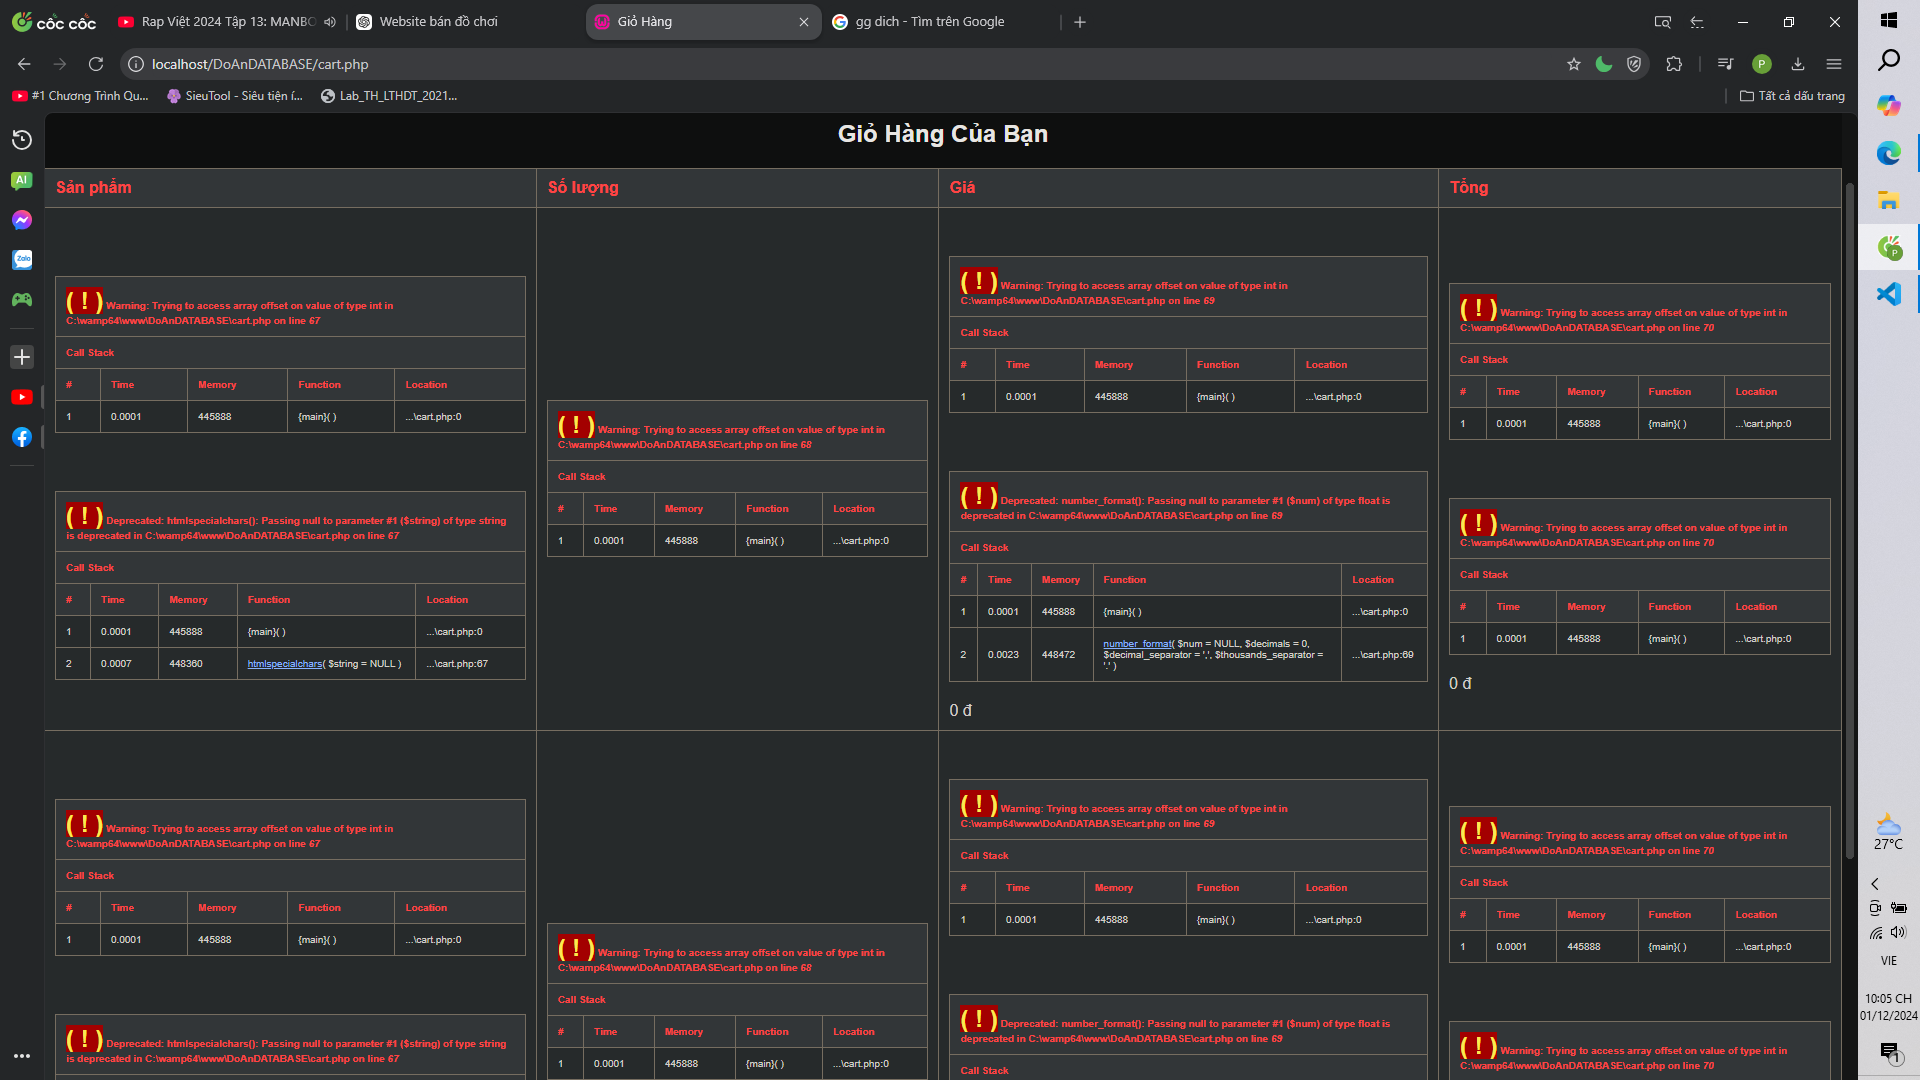 cốc cốc
Rap Việt 2024 Tập 13: MANBO
Website bán đồ chơi
Giỏ Hàng
gg dich - Tìm trên Google
localhost/DoAnDATABASE/cart.php
P
#1 Chương Trình Qu...
SieuTool - Siêu tiện í...
Lab_TH_LTHDT_2021...
Tất cả dấu trang
AI
Zalo
Giỏ Hàng Của Bạn
Sản phẩm
Số lượng
Giá
Tổng
( ! ) Warning: Trying to access array offset on value of type int in
C:\wamp64\www\DoAnDATABASE\cart.php on line 67
Call Stack
# Time Memory Function Location
1 0.0001 445888 {main}( ) ...\cart.php:0
( ! ) Deprecated: htmlspecialchars(): Passing null to parameter #1 ($string) of type string
is deprecated in C:\wamp64\www\DoAnDATABASE\cart.php on line 67
Call Stack
# Time Memory Function Location
1 0.0001 445888 {main}( ) ...\cart.php:0
2 0.0007 448360 htmlspecialchars( $string = NULL ) ...\cart.php:67
( ! ) Warning: Trying to access array offset on value of type int in
C:\wamp64\www\DoAnDATABASE\cart.php on line 68
Call Stack
# Time Memory Function Location
1 0.0001 445888 {main}( ) ...\cart.php:0
( ! ) Warning: Trying to access array offset on value of type int in
C:\wamp64\www\DoAnDATABASE\cart.php on line 69
Call Stack
# Time Memory Function Location
1 0.0001 445888 {main}( ) ...\cart.php:0
( ! ) Deprecated: number_format(): Passing null to parameter #1 ($num) of type float is
deprecated in C:\wamp64\www\DoAnDATABASE\cart.php on line 69
Call Stack
# Time Memory Function Location
1 0.0001 445888 {main}( ) ...\cart.php:0
2 0.0023 448472 number_format( $num = NULL, $decimals = 0,
$decimal_separator = ',', $thousands_separator =
'.' ) ...\cart.php:69
0 đ
( ! ) Warning: Trying to access array offset on value of type int in
C:\wamp64\www\DoAnDATABASE\cart.php on line 70
Call Stack
# Time Memory Function Location
1 0.0001 445888 {main}( ) ...\cart.php:0
( ! ) Warning: Trying to access array offset on value of type int in
C:\wamp64\www\DoAnDATABASE\cart.php on line 70
Call Stack
# Time Memory Function Location
1 0.0001 445888 {main}( ) ...\cart.php:0
0 đ
( ! ) Warning: Trying to access array offset on value of type int in
C:\wamp64\www\DoAnDATABASE\cart.php on line 67
Call Stack
# Time Memory Function Location
1 0.0001 445888 {main}( ) ...\cart.php:0
( ! ) Deprecated: htmlspecialchars(): Passing null to parameter #1 ($string) of type string
is deprecated in C:\wamp64\www\DoAnDATABASE\cart.php on line 67
( ! ) Warning: Trying to access array offset on value of type int in
C:\wamp64\www\DoAnDATABASE\cart.php on line 68
Call Stack
# Time Memory Function Location
1 0.0001 445888 {main}( ) ...\cart.php:0
( ! ) Warning: Trying to access array offset on value of type int in
C:\wamp64\www\DoAnDATABASE\cart.php on line 69
Call Stack
# Time Memory Function Location
1 0.0001 445888 {main}( ) ...\cart.php:0
( ! ) Deprecated: number_format(): Passing null to parameter #1 ($num) of type float is
deprecated in C:\wamp64\www\DoAnDATABASE\cart.php on line 69
Call Stack
( ! ) Warning: Trying to access array offset on value of type int in
C:\wamp64\www\DoAnDATABASE\cart.php on line 70
Call Stack
# Time Memory Function Location
1 0.0001 445888 {main}( ) ...\cart.php:0
( ! ) Warning: Trying to access array offset on value of type int in
C:\wamp64\www\DoAnDATABASE\cart.php on line 70
P
27°C
VIE
10:05 CH
01/12/2024
1